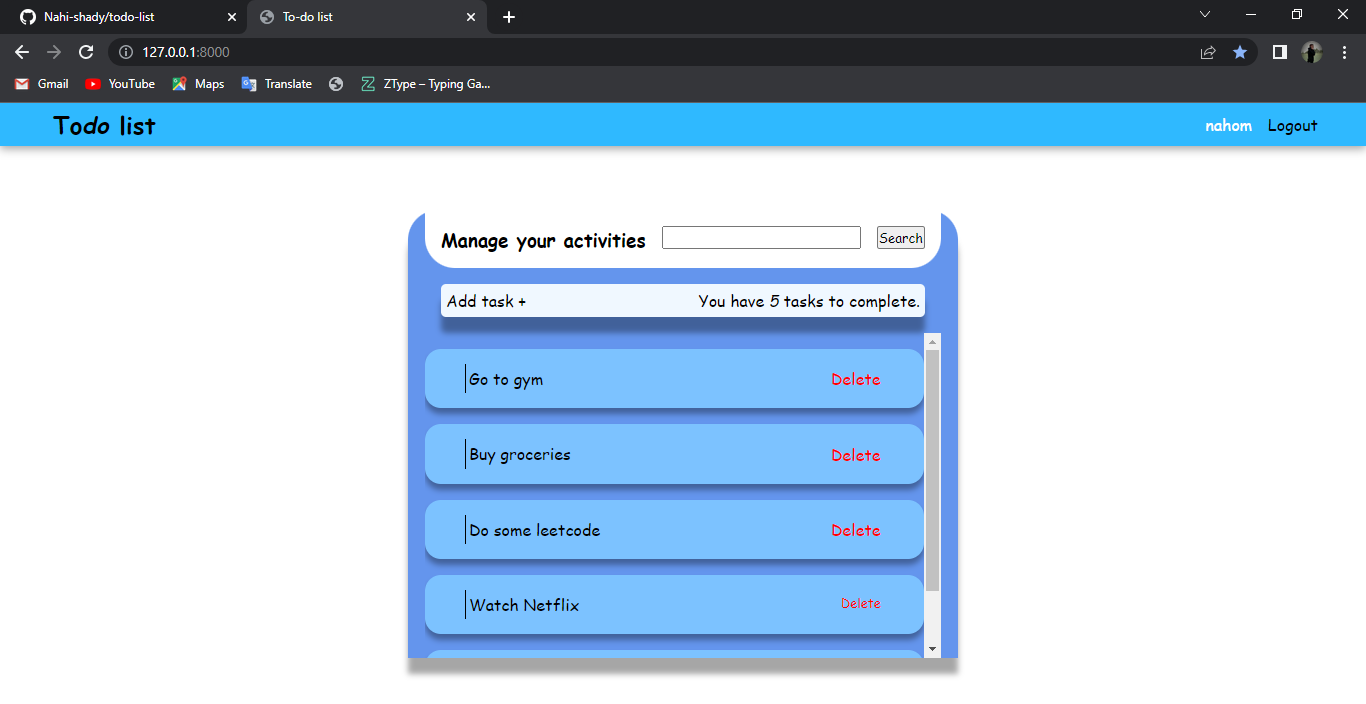 Nahi-shady/todo-list To-do list
127.0.0.1:8000
Gmail YouTube Maps Translate ZType – Typing Ga...
Todo list nahom Logout
Manage your activities Search
Add task + You have 5 tasks to complete.
Go to gym Delete
Buy groceries Delete
Do some leetcode Delete
Watch Netflix Delete